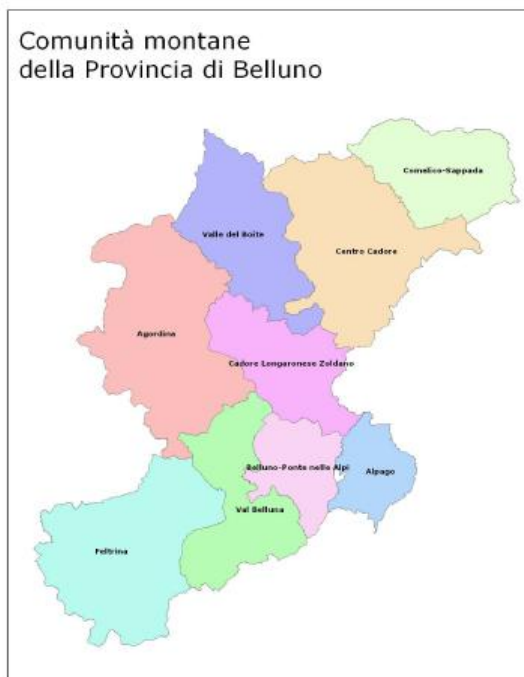 Comunità montane
della Provincia di Belluno
Comelico-Sappada
Valle del Boite
Centro Cadore
Agordina
Cadore Longaronese Zoldano
Belluno-Ponte nelle Alpi
Alpago
Val Belluna
Feltrina